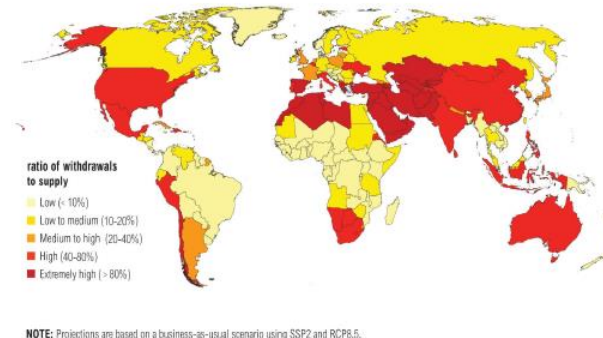 ratio of withdrawals
to supply
Low (< 10%)
Low to medium (10-20%)
Medium to high (20-40%)
High (40-80%)
Extremely high (> 80%)
NOTE: Projections are based on a business-as-usual scenario using SSP2 and RCP8.5.